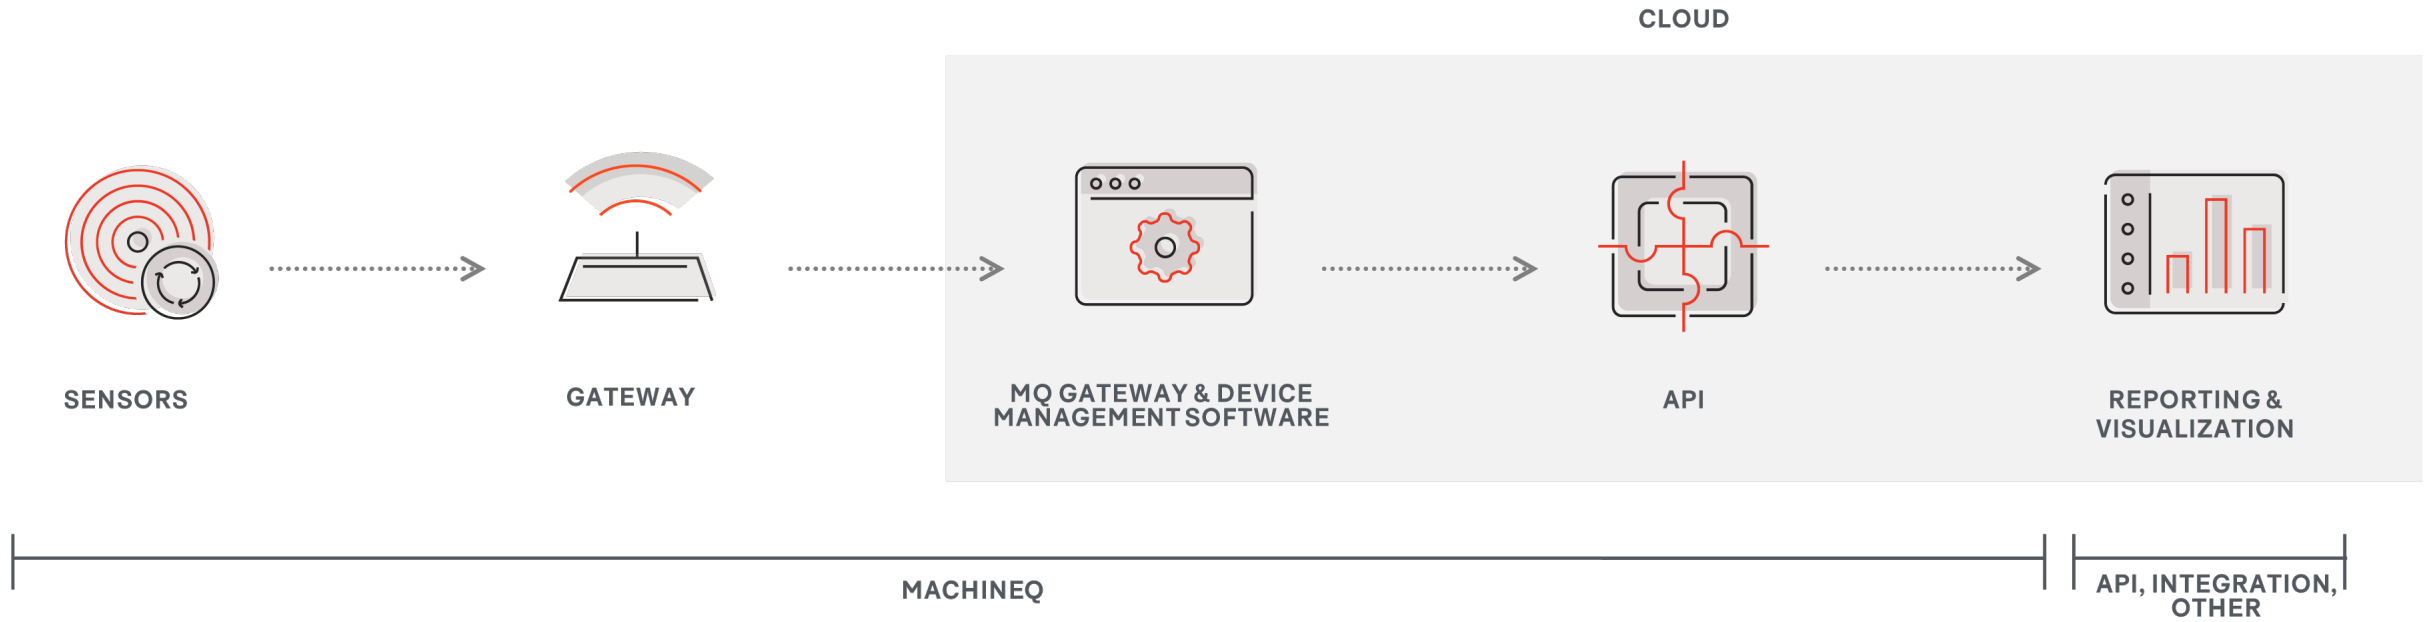 CLOUD
SENSORS
GATEWAY
MQ GATEWAY & DEVICE
MANAGEMENT SOFTWARE
API
REPORTING &
VISUALIZATION
MACHINEQ
API, INTEGRATION,
OTHER